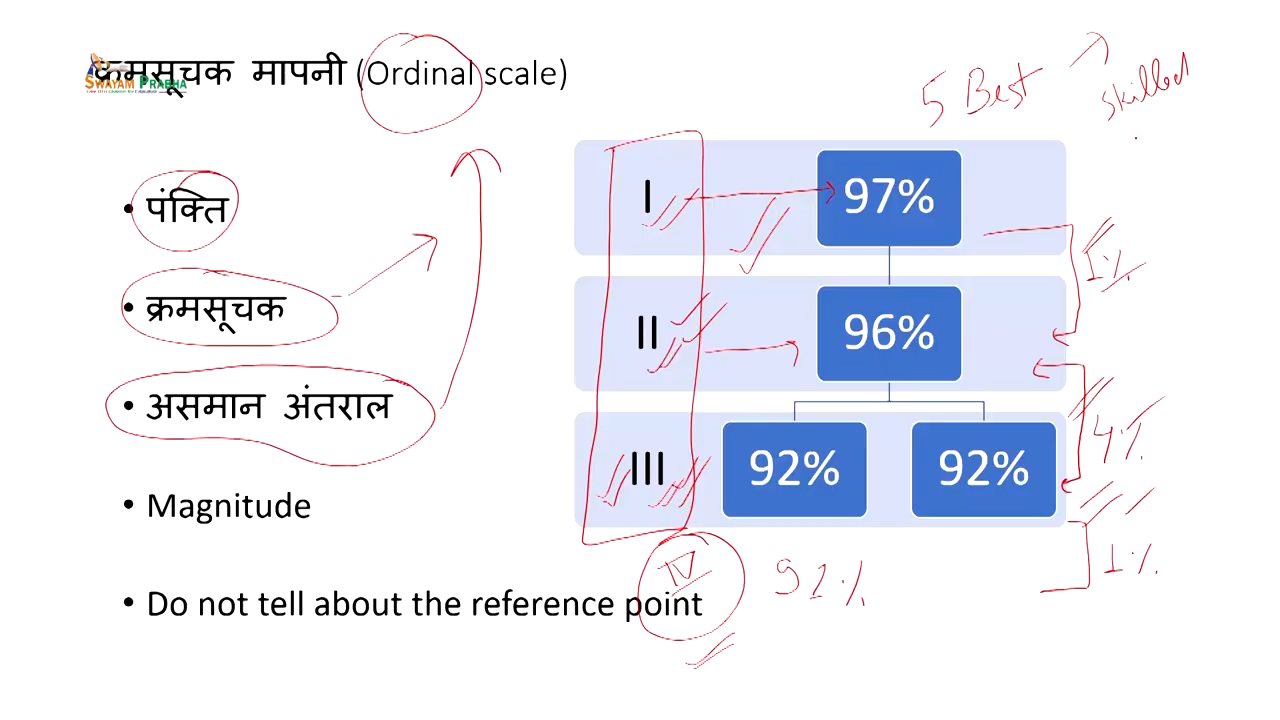 क्रमसूचक मापनी (Ordinal scale)
SWAYAM PRABHA
5 Best
skilled
• पंक्ति
• क्रमसूचक
• असमान अंतराल
• Magnitude
• Do not tell about the reference point
I 97%
1%
II 96%
4%
III 92% 92%
1%
IV 91%